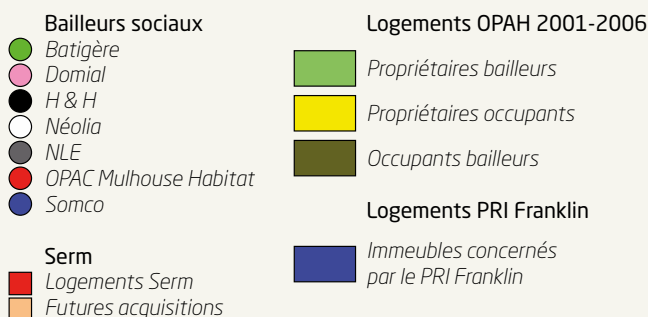 Bailleurs sociaux
Batigère
Domial
H & H
Néolia
NLE
OPAC Mulhouse Habitat
Somco
Serm
Logements Serm
Futures acquisitions
Logements OPAH 2001-2006
Propriétaires bailleurs
Propriétaires occupants
Occupants bailleurs
Logements PRI Franklin
Immeubles concernés
par le PRI Franklin